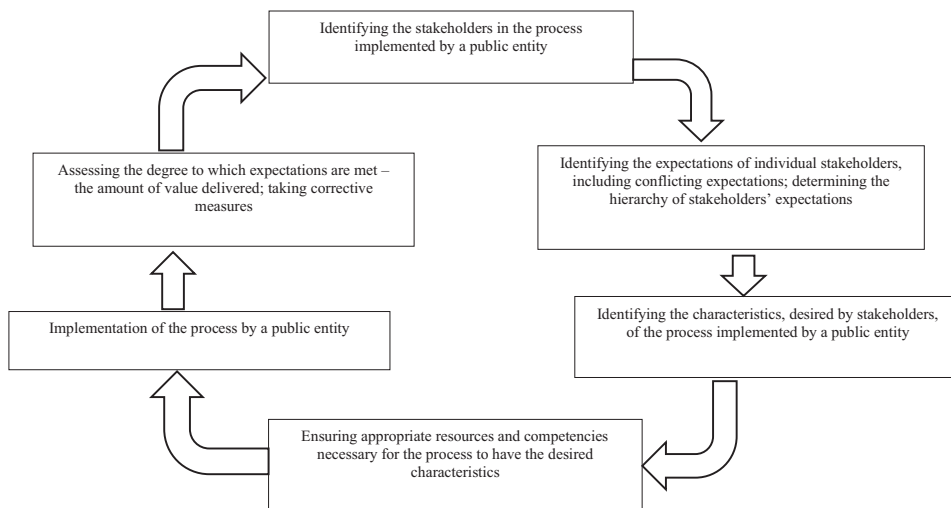 Identifying the stakeholders in the process
implemented by a public entity
Identifying the expectations of individual stakeholders,
including conflicting expectations; determining the
hierarchy of stakeholders’ expectations
Identifying the characteristics, desired by stakeholders,
of the process implemented by a public entity
Ensuring appropriate resources and competencies
necessary for the process to have the desired
characteristics
Implementation of the process by a public entity
Assessing the degree to which expectations are met –
the amount of value delivered; taking corrective
measures